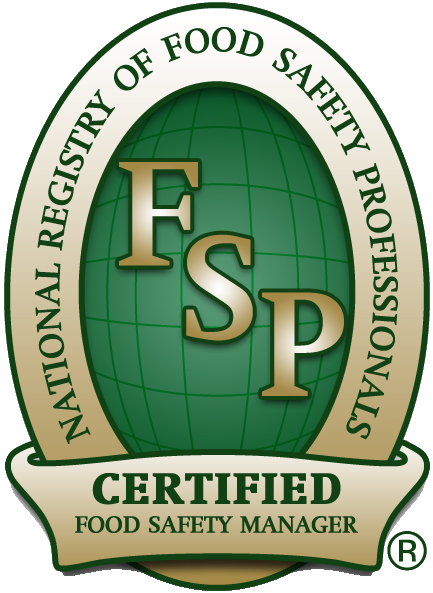 NATIONAL REGISTRY OF FOOD SAFETY PROFESSIONALS
FSP
CERTIFIED
FOOD SAFETY MANAGER
®